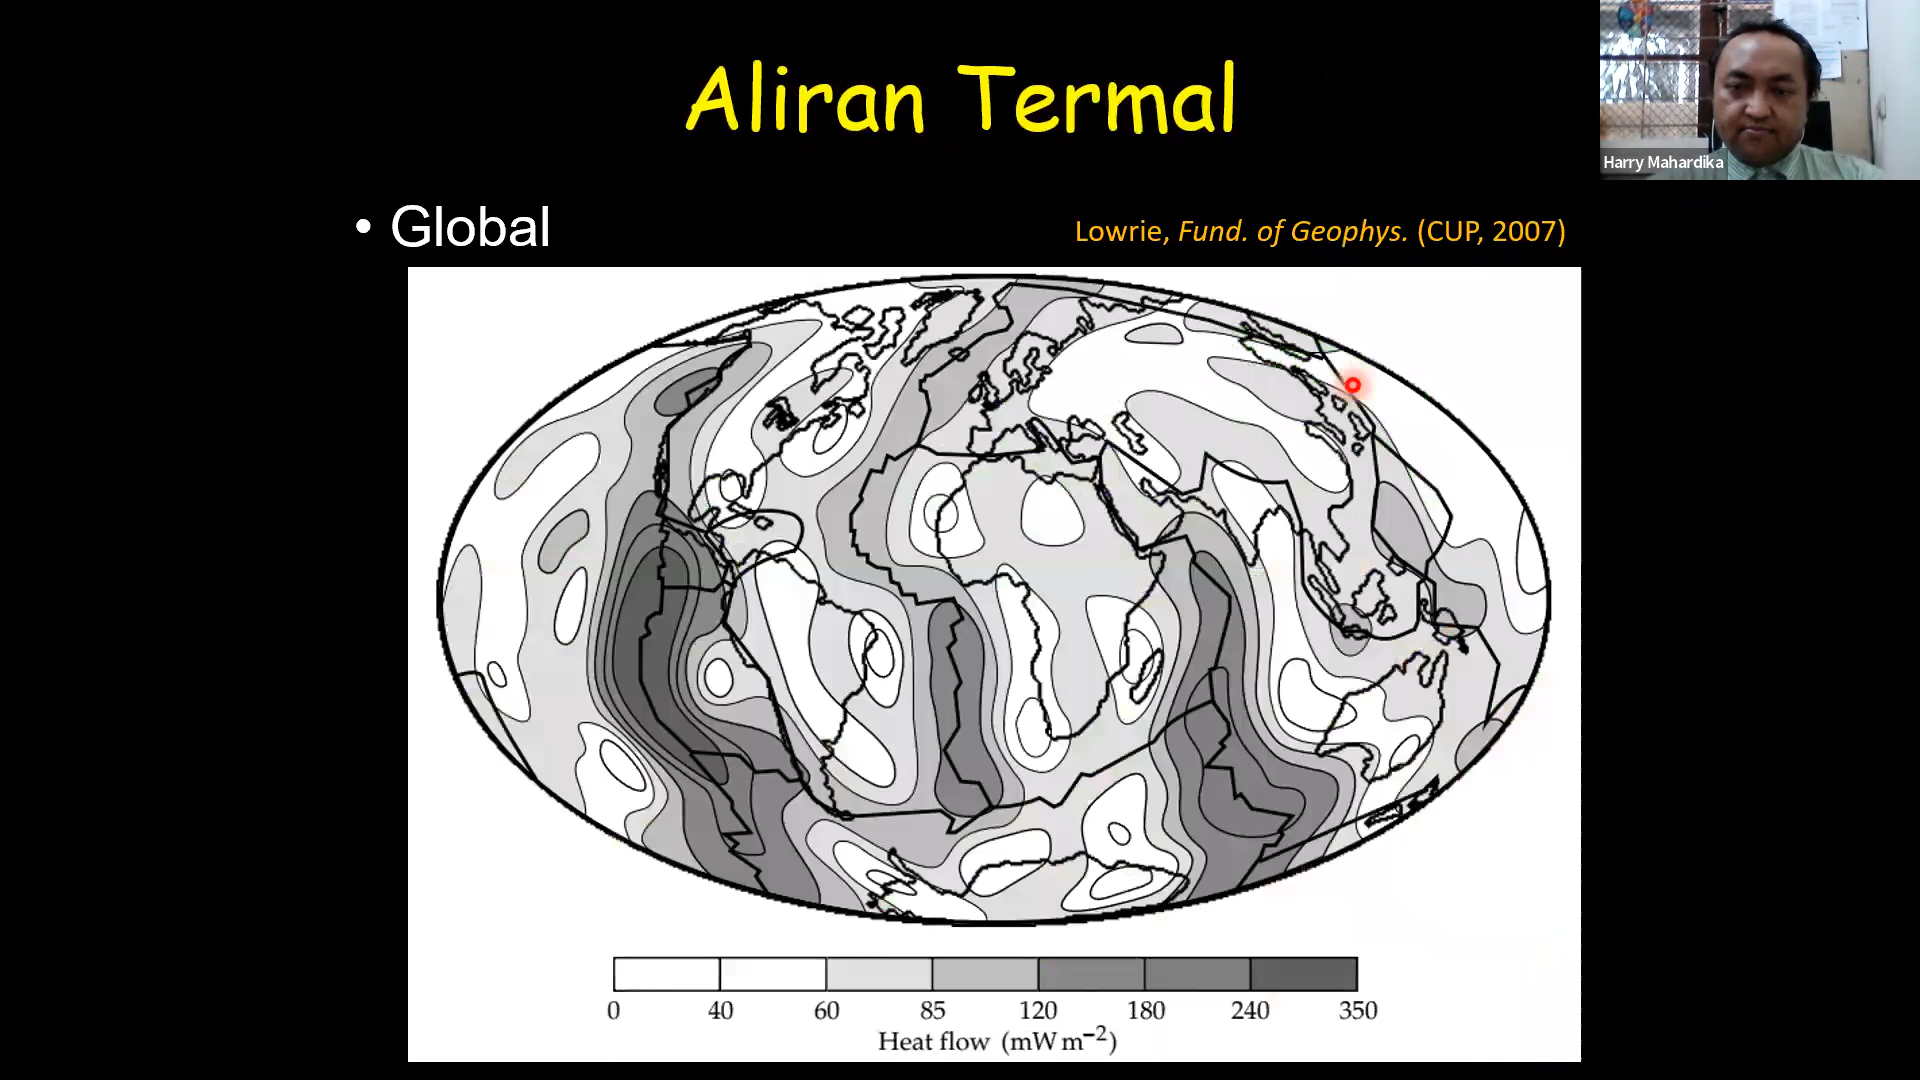 Aliran Termal
Harry Mahardika
• Global
Lowrie, Fund. of Geophys. (CUP, 2007)
0 40 60 85 120 180 240 350
Heat flow (mW m⁻²)